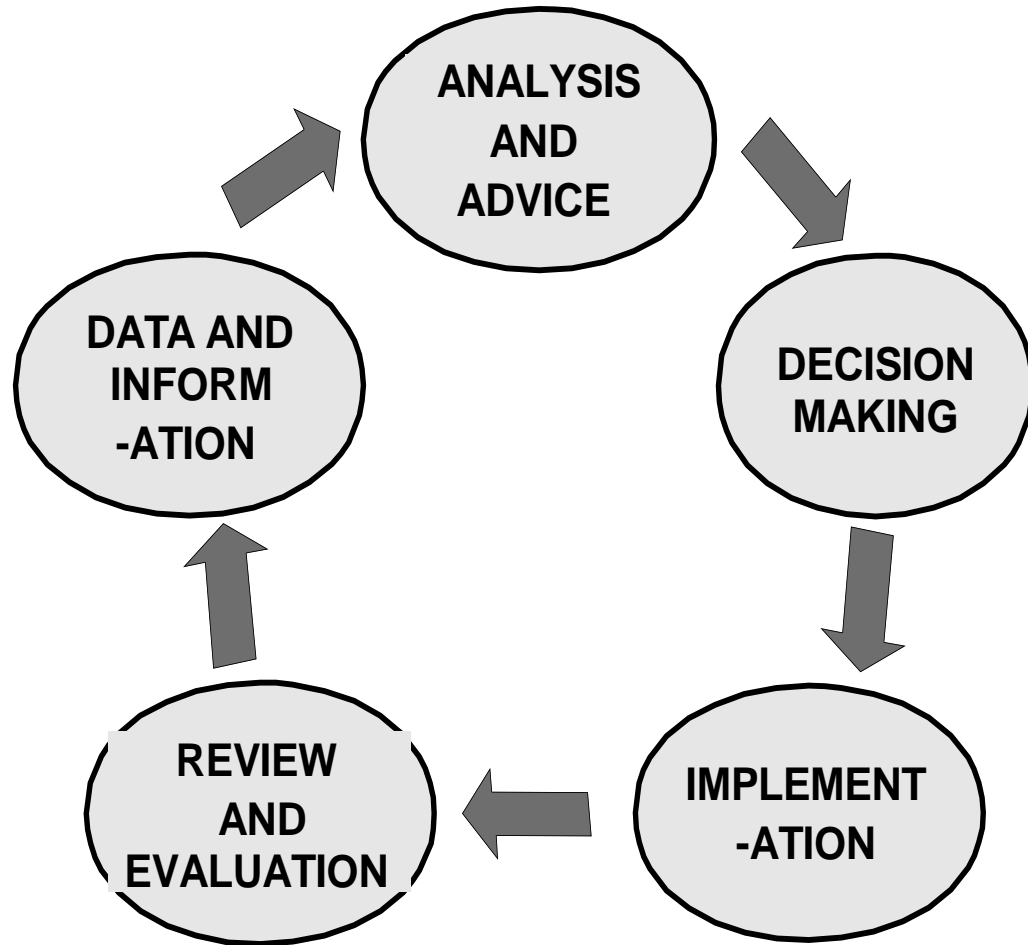 ANALYSIS
AND
ADVICE
DECISION
MAKING
IMPLEMENT
-ATION
REVIEW
AND
EVALUATION
DATA AND
INFORM
-ATION